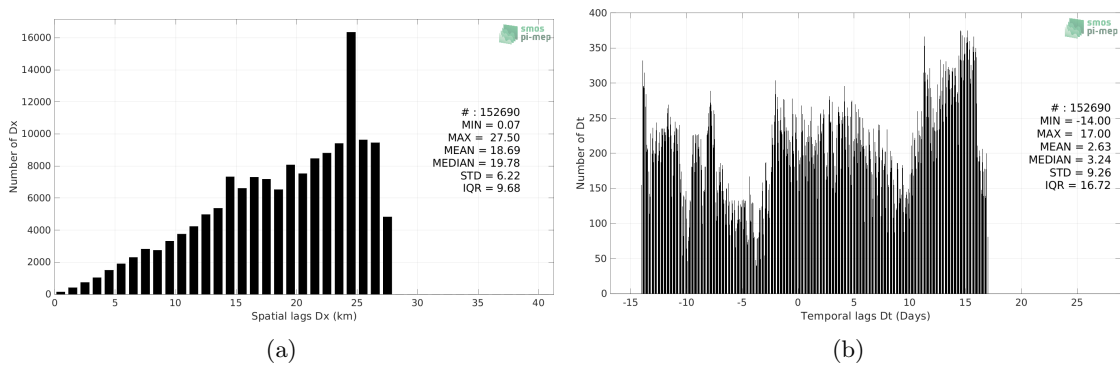 smos
pi-mep
16000
14000
12000
10000
8000
6000
4000
2000
0
Number of Dx
# : 152690
MIN = 0.07
MAX = 27.50
MEAN = 18.69
MEDIAN = 19.78
STD = 6.22
IQR = 9.68
0 5 10 15 20 25 30 35 40
Spatial lags Dx (km)
(a)
smos
pi-mep
400
350
300
250
200
150
100
50
0
Number of Dt
# : 152690
MIN = -14.00
MAX = 17.00
MEAN = 2.63
MEDIAN = 3.24
STD = 9.26
IQR = 16.72
-15 -10 -5 0 5 10 15 20 25
Temporal lags Dt (Days)
(b)